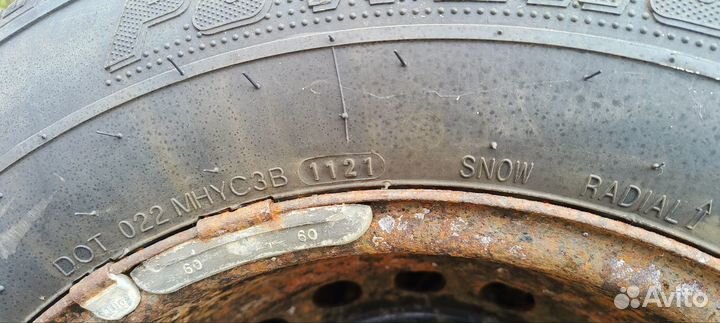 DOT 022 MHYC3B 1121 SNOW RADIAL
60 60
Avito